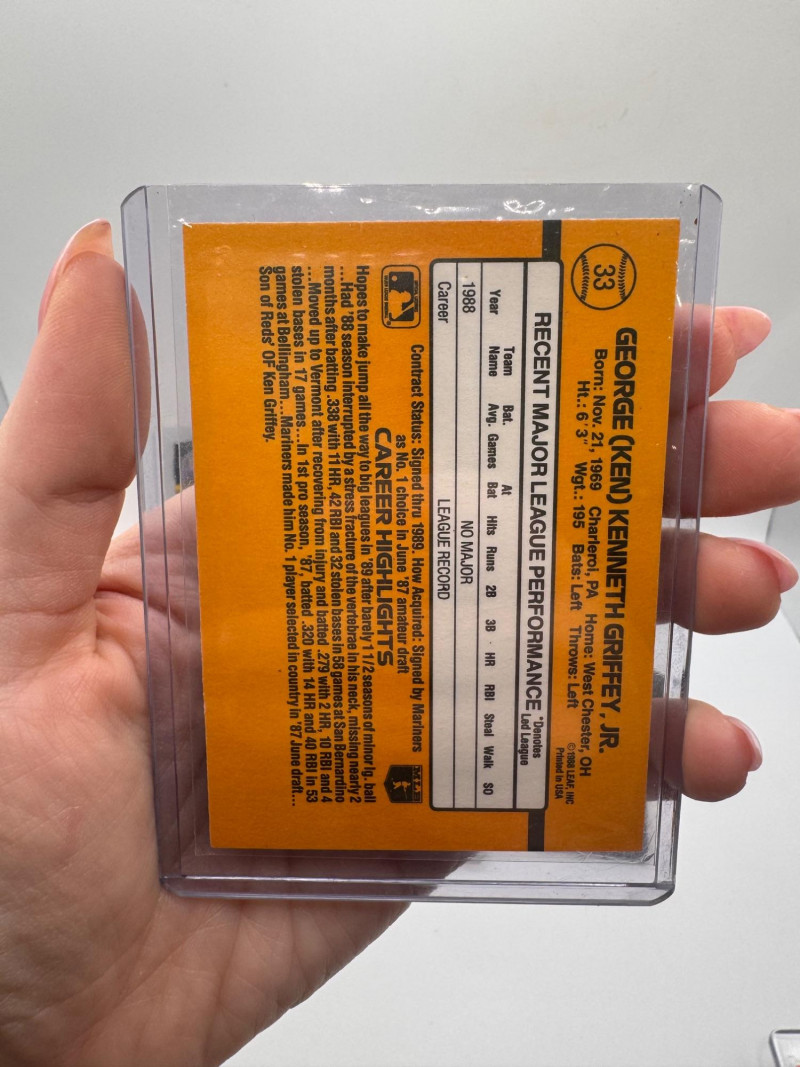 33
GEORGE (KEN) KENNETH GRIFFEY, JR.
Born: Nov. 21, 1969 Charleroi, PA Home: West Chester, OH
Ht.: 6'3" Wgt.: 195 Bats: Left Throws: Left
©1988 LEAF, INC
Printed in USA
RECENT MAJOR LEAGUE PERFORMANCE
*Denotes
Led League
Year Team Name Bat. Avg. Games At Bat Hits Runs 2B 3B HR RBI Steal Walk SO
1988 NO MAJOR
Career LEAGUE RECORD
Contract Status: Signed thru 1989. How Acquired: Signed by Mariners
as No. 1 choice in June '87 amateur draft
CAREER HIGHLIGHTS
MLB
Hopes to make jump all the way to big leagues in '89 after barely 1 1/2 seasons of minor lg. ball
...Had '88 season interrupted by a stress fracture of the vertebrae in his neck, missing nearly 2
months after batting .338 with 11 HR, 42 RBI and 32 stolen bases in 58 games at San Bernardino
...Moved up to Vermont after recovering from injury and batted .279 with 2 HR, 10 RBI and 4
stolen bases in 17 games...In 1st pro season, '87, batted .320 with 14 HR and 40 RBI in 53
games at Bellingham...Mariners made him No. 1 player selected in country in '87 June draft...
Son of Reds' OF Ken Griffey.